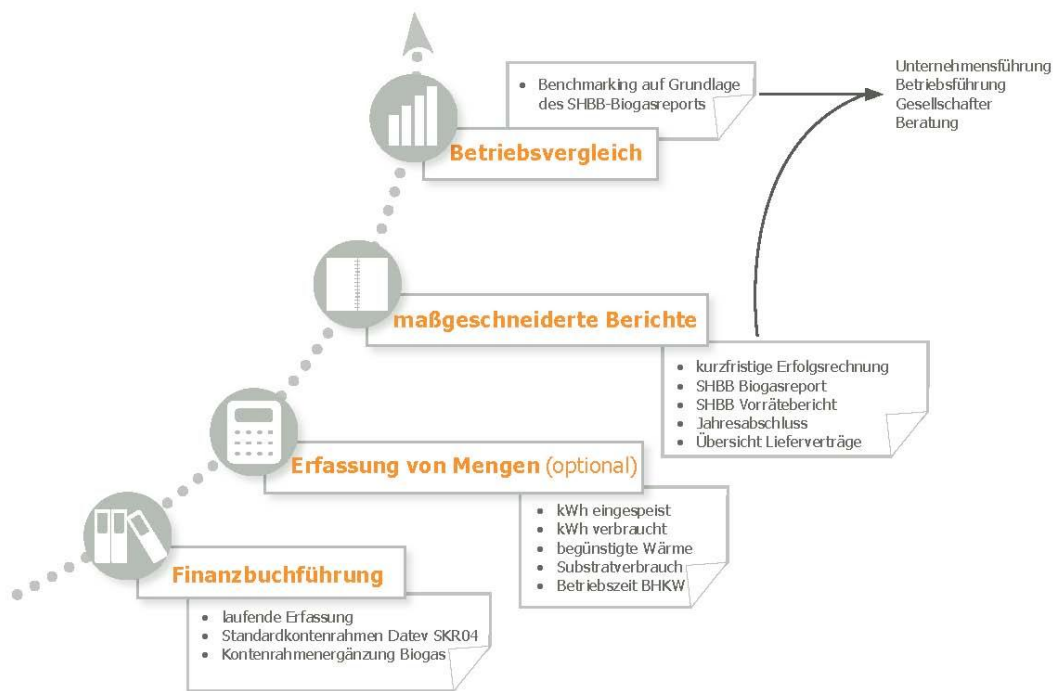 • Benchmarking auf Grundlage
des SHBB-Biogasreports
Unternehmensführung
Betriebsführung
Gesellschafter
Beratung
Betriebsvergleich
maßgeschneiderte Berichte
• kurzfristige Erfolgsrechnung
• SHBB Biogasreport
• SHBB Vorrätebericht
• Jahresabschluss
• Übersicht Lieferverträge
Erfassung von Mengen (optional)
• kWh eingespeist
• kWh verbraucht
• begünstigte Wärme
• Substratverbrauch
• Betriebszeit BHKW
Finanzbuchführung
• laufende Erfassung
• Standardkontenrahmen Datev SKR04
• Kontenrahmenergänzung Biogas